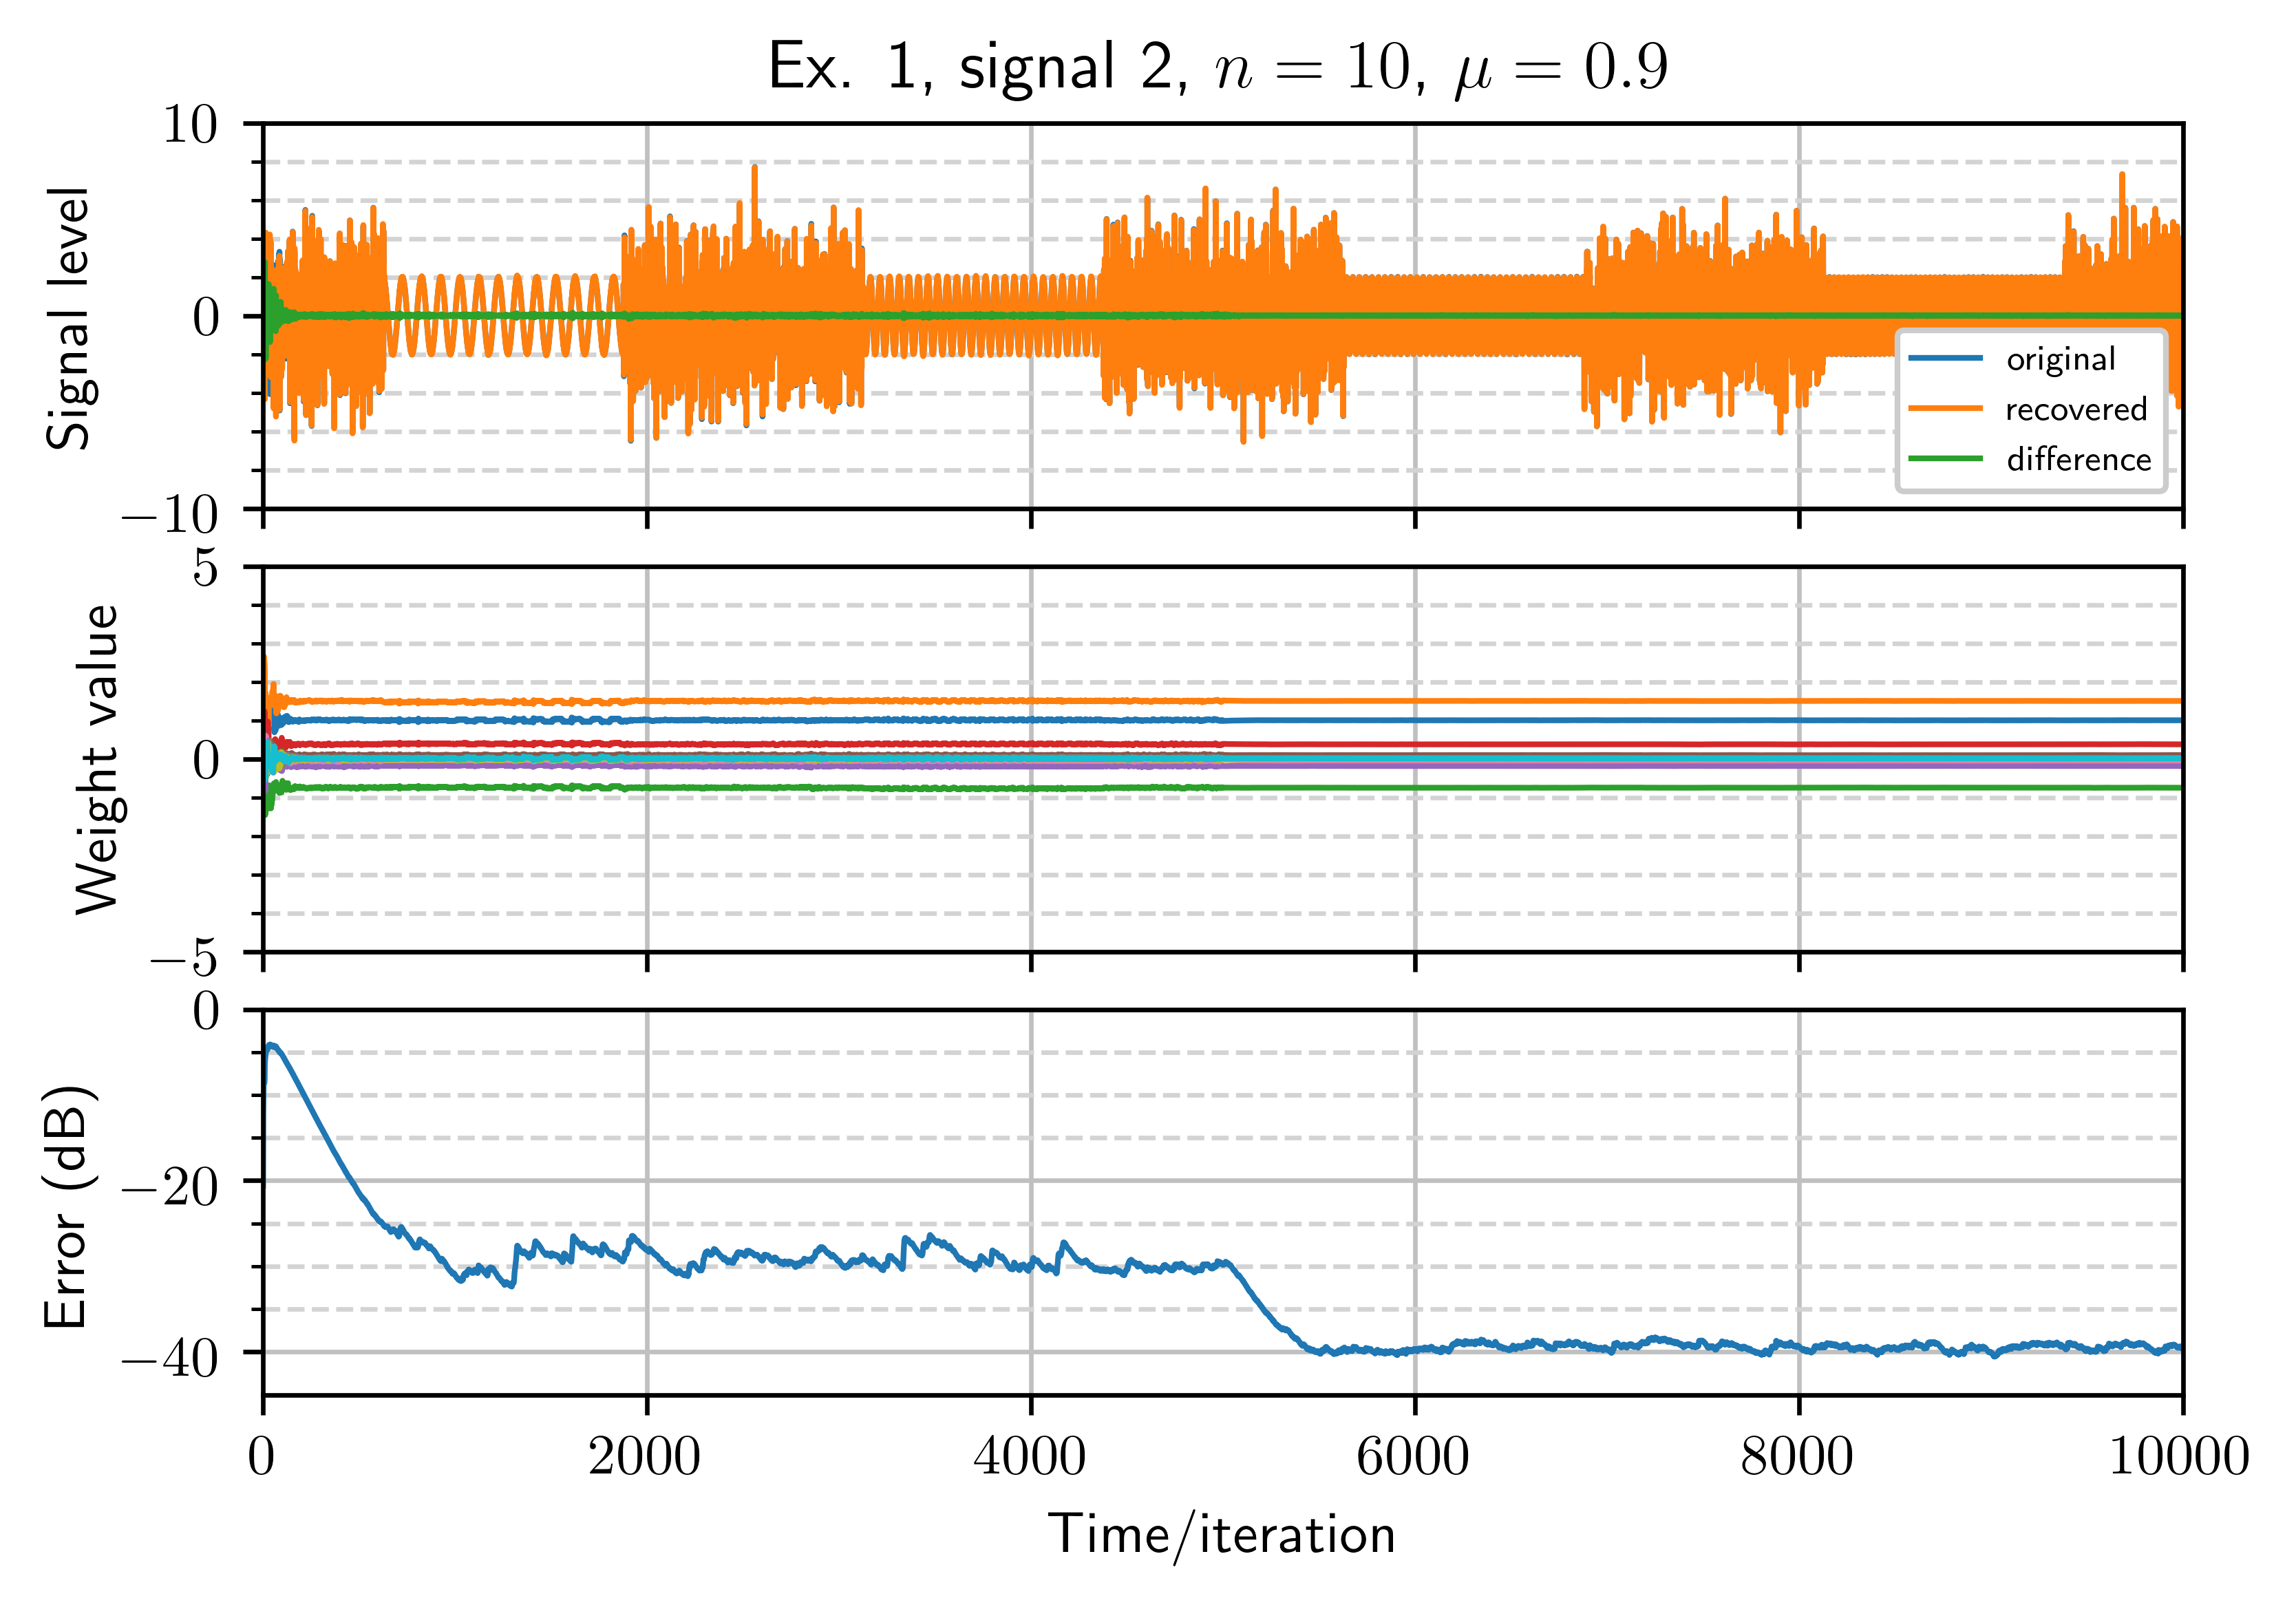 Ex. 1, signal 2, n = 10, μ = 0.9
10
0
−10
Signal level
original
recovered
difference
5
0
−5
Weight value
0
−20
−40
Error (dB)
0 2000 4000 6000 8000 10000
Time/iteration